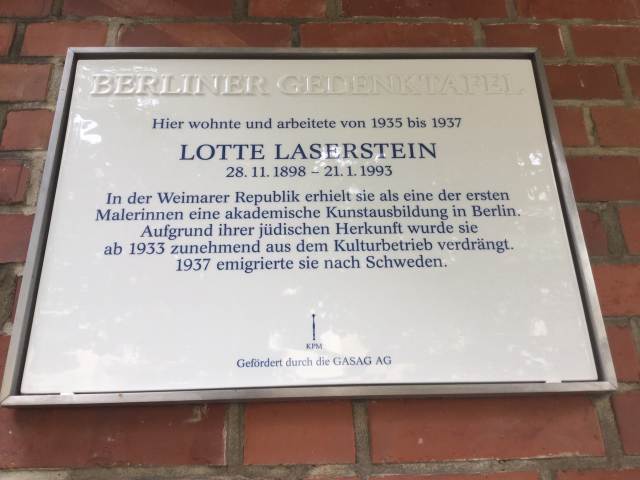 BERLINER GEDENKTAFEL
Hier wohnte und arbeitete von 1935 bis 1937
LOTTE LASERSTEIN
28. 11. 1898 – 21. 1. 1993
In der Weimarer Republik erhielt sie als eine der ersten
Malerinnen eine akademische Kunstausbildung in Berlin.
Aufgrund ihrer jüdischen Herkunft wurde sie
ab 1933 zunehmend aus dem Kulturbetrieb verdrängt.
1937 emigrierte sie nach Schweden.
KPM
Gefördert durch die GASAG AG